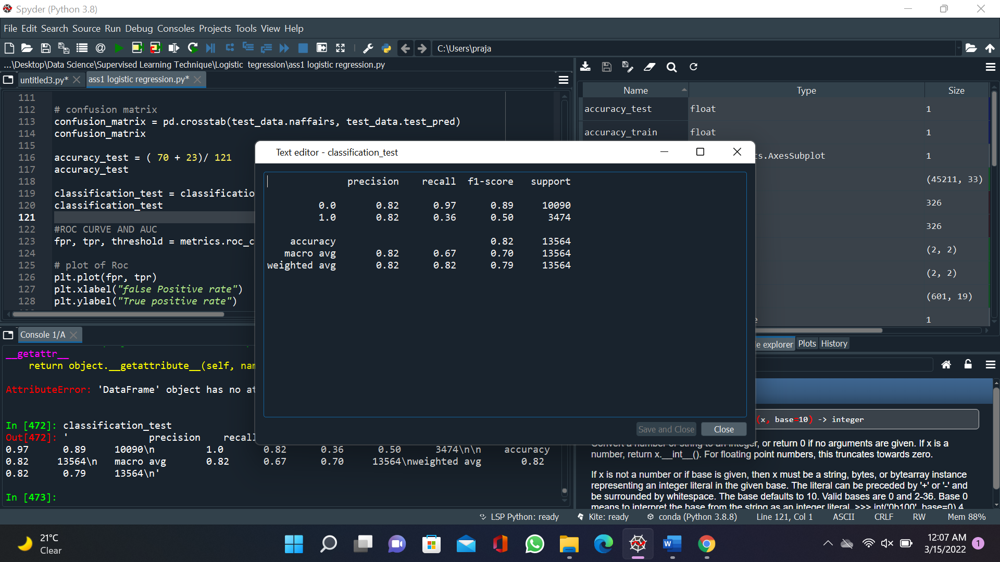 Spyder (Python 3.8)
File Edit Search Source Run Debug Consoles Projects Tools View Help
C:\Users\praja
...\Desktop\Data Science\Supervised Learning Technique\Logistic tegression\ass1 logistic regression.py
untitled3.py*
ass1 logistic regression.py*
111
112 # confusion matrix
113 confusion_matrix = pd.crosstab(test_data.naffairs, test_data.test_pred)
114 confusion_matrix
115
116 accuracy_test = ( 70 + 23)/ 121
117 accuracy_test
118
119 classification_test = classificatio
120 classification_test
121
122 #ROC CURVE AND AUC
123 fpr, tpr, threshold = metrics.roc_c
124
125 # plot of Roc
126 plt.plot(fpr, tpr)
127 plt.xlabel("false Positive rate")
128 plt.ylabel("True positive rate")
Name Type Size
accuracy_test float 1
accuracy_train float 1
s.AxesSubplot 1
(45211, 33)
326
326
(2, 2)
(2, 2)
(601, 19)
e 1
Text editor - classification_test
precision recall f1-score support
0.0 0.82 0.97 0.89 10090
1.0 0.82 0.36 0.50 3474
accuracy 0.82 13564
macro avg 0.82 0.67 0.70 13564
weighted avg 0.82 0.82 0.79 13564
Save and Close Close
le explorer Plots History
Console 1/A
__getattr__
return object.__getattribute__(self, nam
AttributeError: 'DataFrame' object has no at
In [472]: classification_test
Out[472]: ' precision recall
0.97 0.89 10090\n 1.0 0.82 0.36 0.50 3474\n\n accuracy
0.82 13564\n macro avg 0.82 0.67 0.70 13564\nweighted avg 0.82
0.82 0.79 13564\n'
In [473]:
(x, base=10) -> integer
Convert a number or string to an integer, or return 0 if no arguments are given. If x is a
number, return x.__int__(). For floating point numbers, this truncates towards zero.
If x is not a number or if base is given, then x must be a string, bytes, or bytearray instance
representing an integer literal in the given base. The literal can be preceded by '+' or '-' and
be surrounded by whitespace. The base defaults to 10. Valid bases are 0 and 2-36. Base 0
means to interpret the base from the string as an integer literal. >>> int('0b100', base=0) 4
LSP Python: ready Kite: ready conda (Python 3.8.8) Line 121, Col 1 ASCII CRLF RW Mem 88%
21°C
Clear
12:07 AM
3/15/2022
1